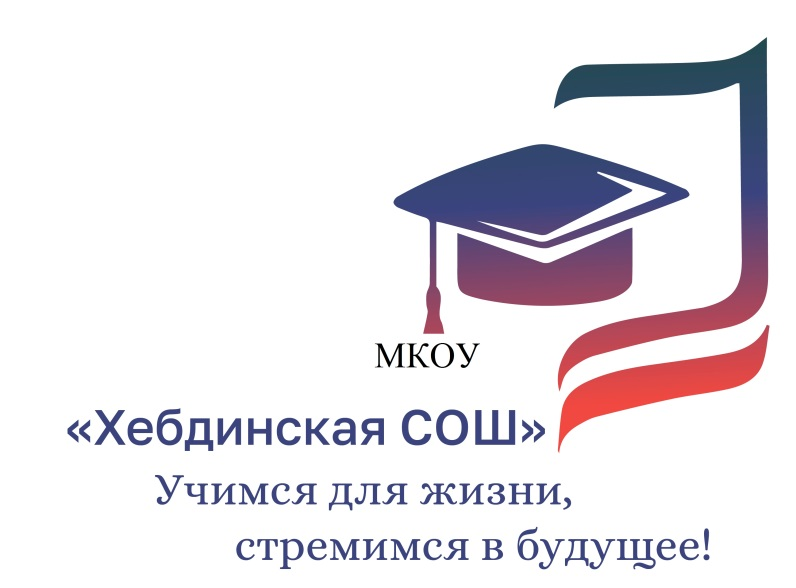 МКОУ
«Хебдинская СОШ»
Учимся для жизни,
стремимся в будущее!